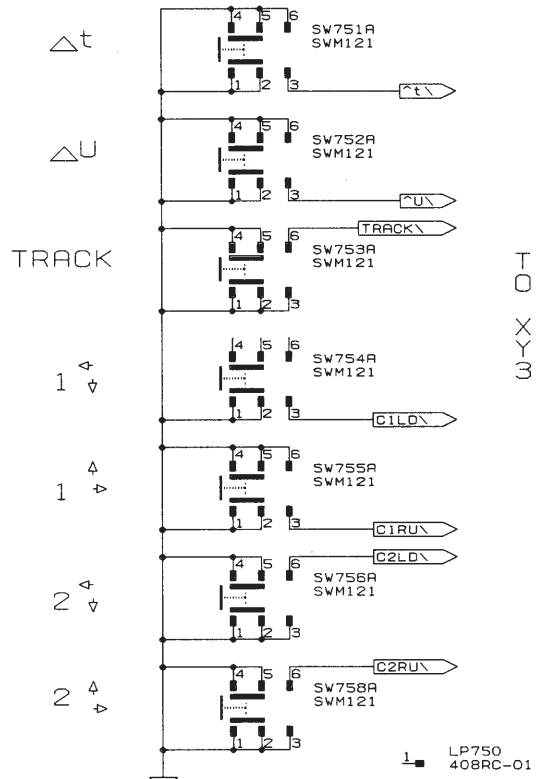 4 5 6
SW751A
SWM121
△t
1 2 3
^t\
4 5 6
SW752A
SWM121
△U
1 2 3
^U\
TRACK\
4 5 6
SW753A
SWM121
TRACK
1 2 3
TO XY3
4 5 6
SW754A
SWM121
1
1 2 3
C1LD\
4 5 6
SW755A
SWM121
1
1 2 3
C1RU\
C2LD\
4 5 6
SW756A
SWM121
2
1 2 3
C2RU\
4 5 6
SW758A
SWM121
2
1 2 3
1
LP750
408RC-01